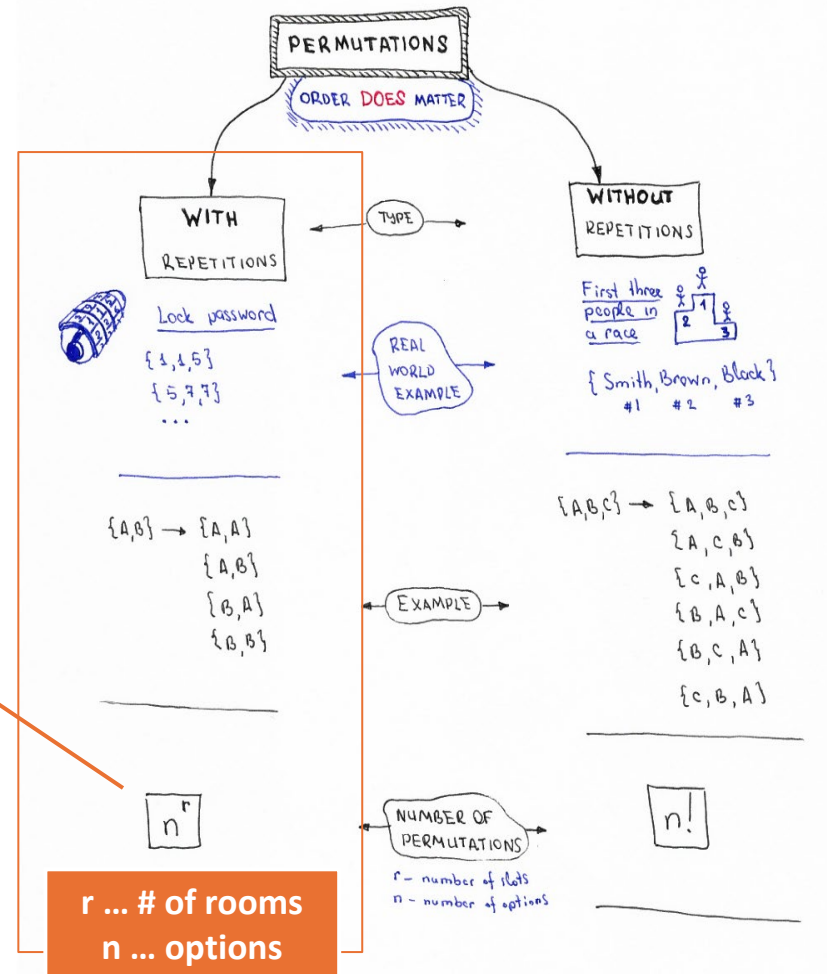 PERMUTATIONS
ORDER DOES MATTER
WITH
REPETITIONS
TYPE
WITHOUT
REPETITIONS
Lock password
{1,1,5}
{5,7,7}
...
REAL
WORLD
EXAMPLE
First three
people in
a race
1
2
3
{Smith, Brown, Black}
#1 #2 #3
{A,B} → {A,A}
{A,B}
{B,A}
{B,B}
EXAMPLE
{A,B,C} → {A,B,C}
{A,C,B}
{C,A,B}
{B,A,C}
{B,C,A}
{C,B,A}
n^r
NUMBER OF
PERMUTATIONS
r - number of slots
n - number of options
n!
r ... # of rooms
n ... options